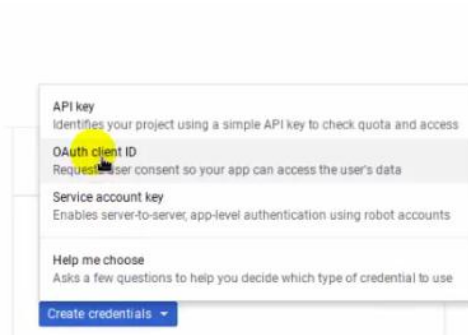 API key
Identifies your project using a simple API key to check quota and access
OAuth client ID
Requests user consent so your app can access the user's data
Service account key
Enables server-to-server, app-level authentication using robot accounts
Help me choose
Asks a few questions to help you decide which type of credential to use
Create credentials